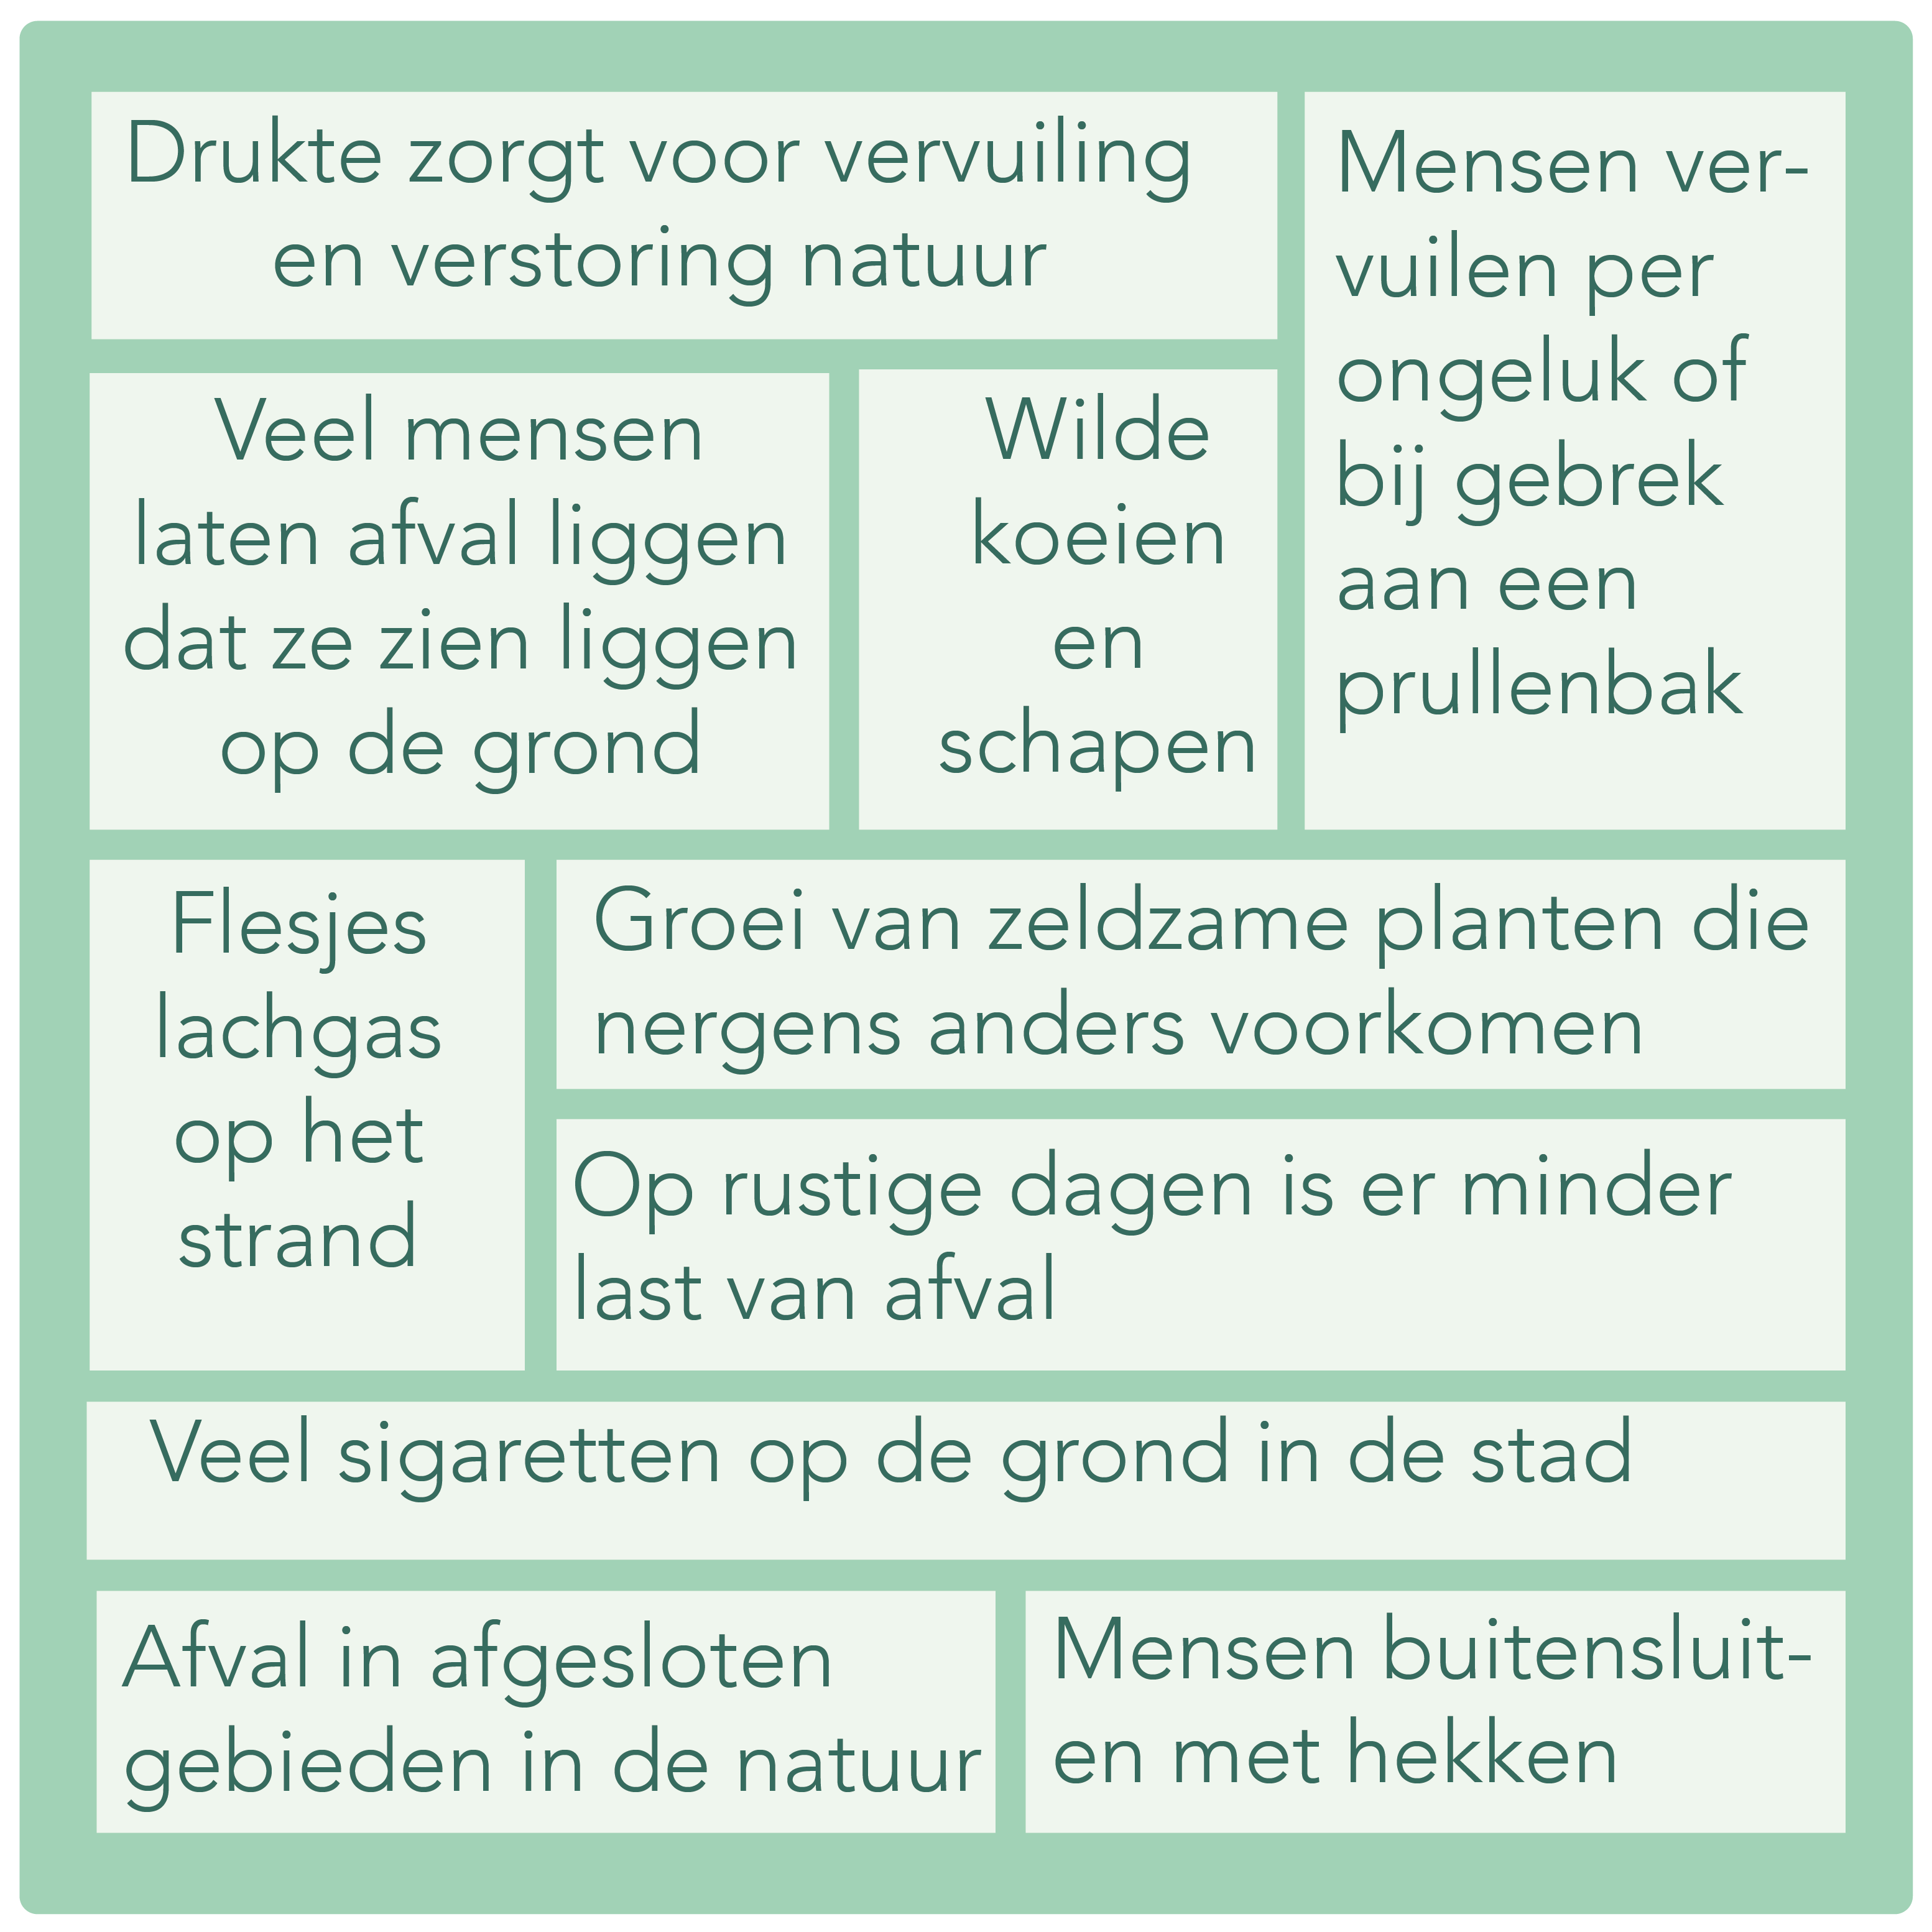 Drukte zorgt voor vervuiling
en verstoring natuur
Mensen ver-
vuilen per
ongeluk of
bij gebrek
aan een
prullenbak
Veel mensen
laten afval liggen
dat ze zien liggen
op de grond
Wilde
koeien
en
schapen
Flesjes
lachgas
op het
strand
Groei van zeldzame planten die
nergens anders voorkomen
Op rustige dagen is er minder
last van afval
Veel sigaretten op de grond in de stad
Afval in afgesloten
gebieden in de natuur
Mensen buitensluit-
en met hekken